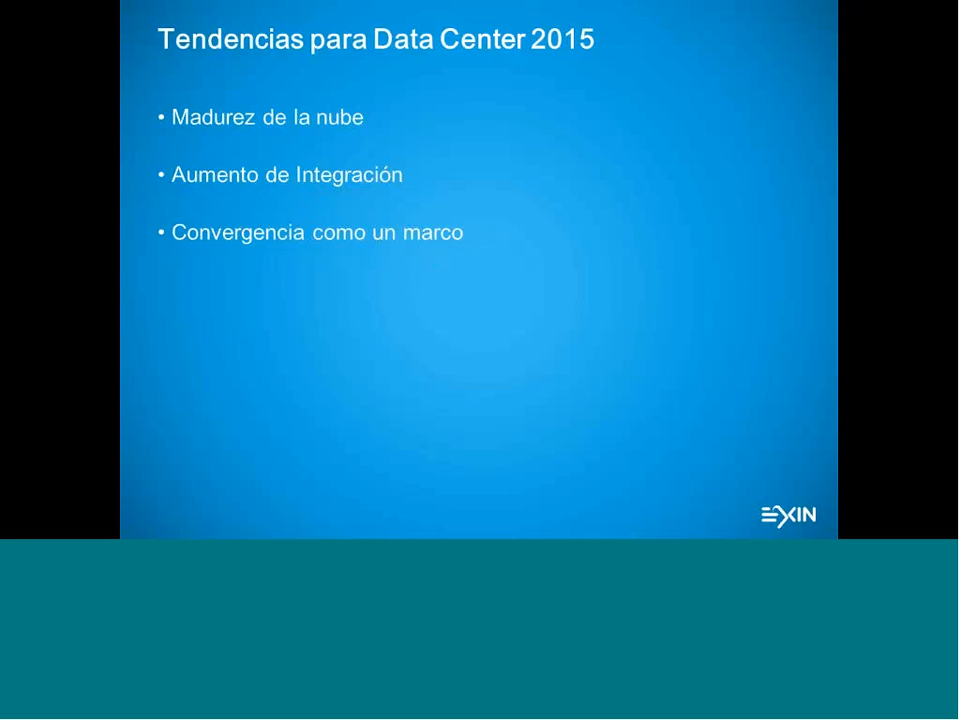 Tendencias para Data Center 2015
• Madurez de la nube
• Aumento de Integración
• Convergencia como un marco
EXIN